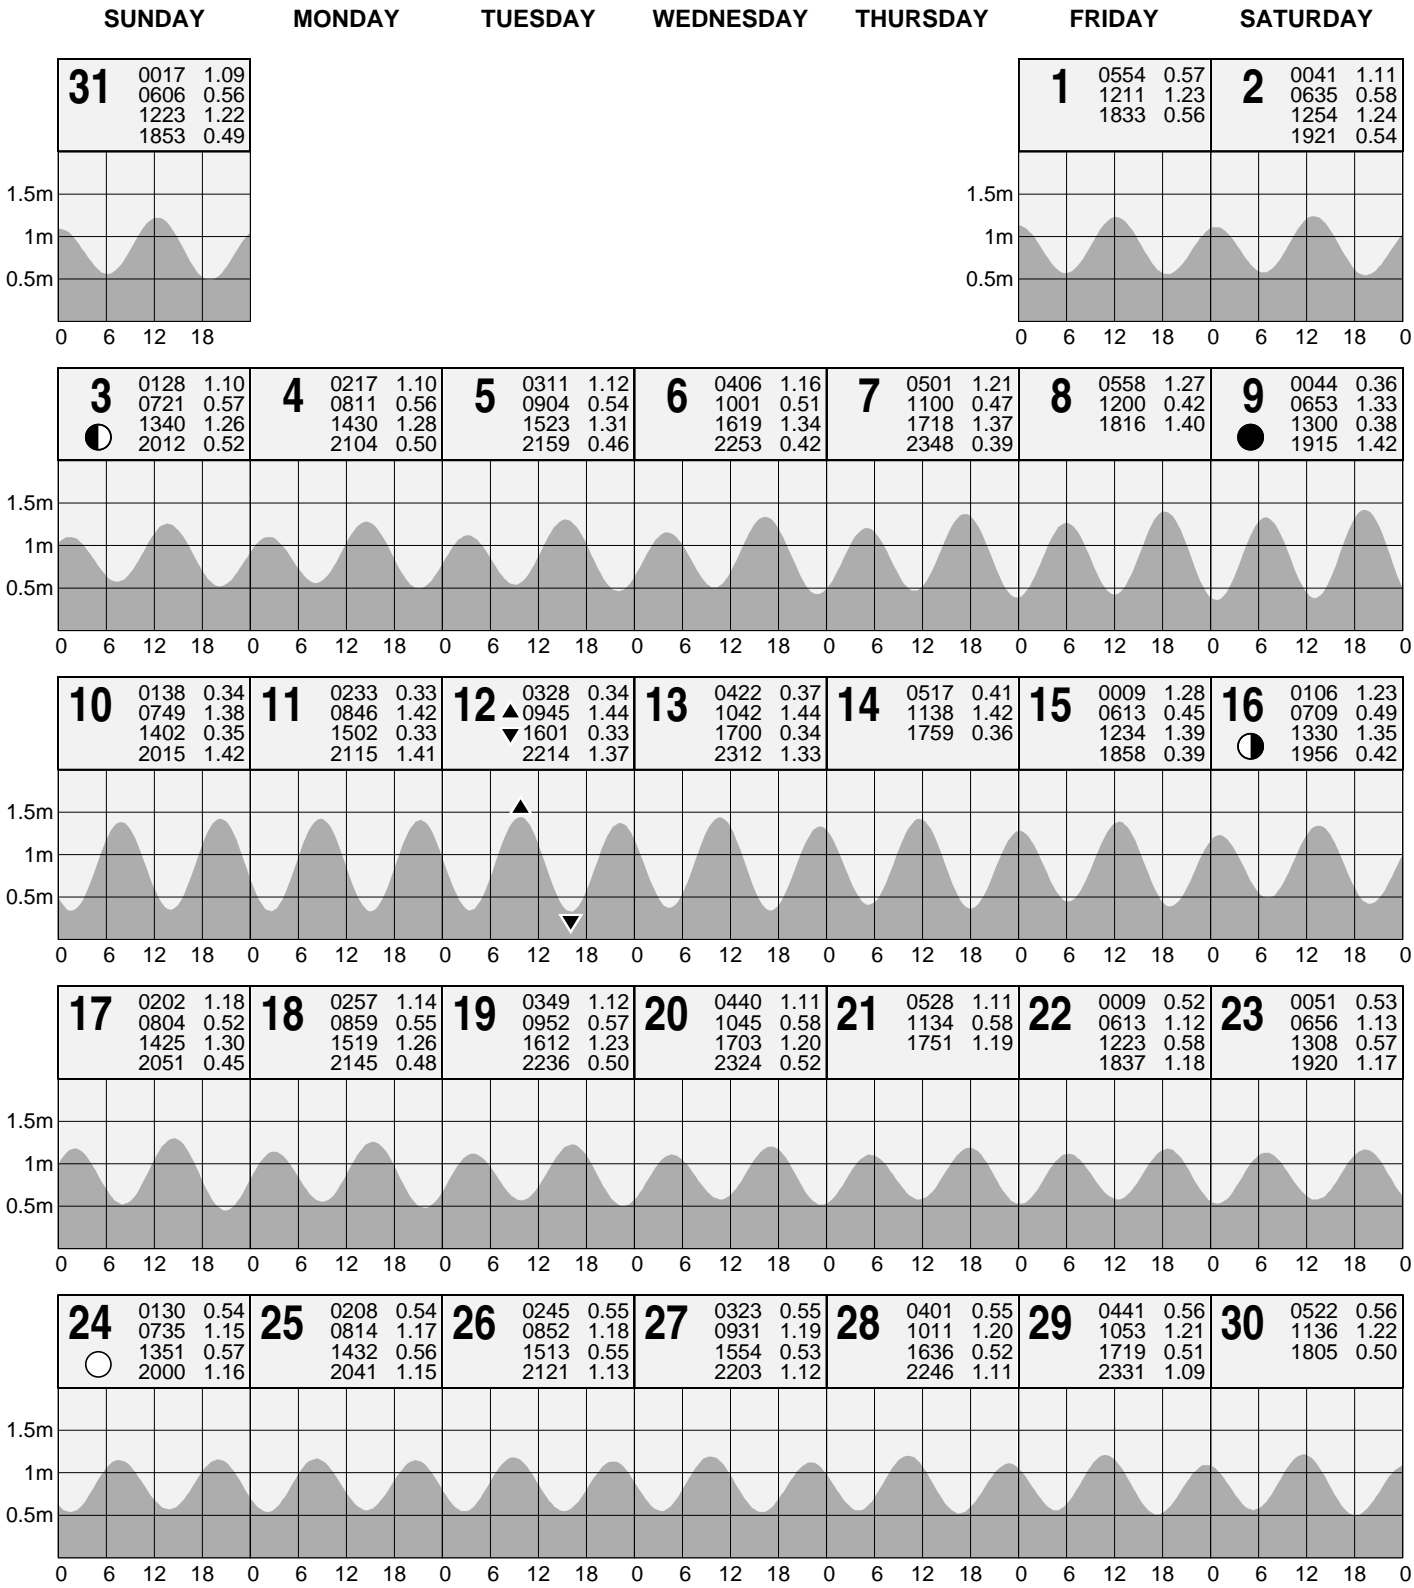 SUNDAY MONDAY TUESDAY WEDNESDAY THURSDAY FRIDAY SATURDAY
31 0017 1.09 1 0554 0.57 2 0041 1.11
0606 0.56 1211 1.23 0635 0.58
1223 1.22 1833 0.56 1254 1.24
1853 0.49 1921 0.54
1.5m 1.5m
1m 1m
0.5m 0.5m
0 6 12 18 0 6 12 18 0 6 12 18 0
3 0128 1.10 4 0217 1.10 5 0311 1.12 6 0406 1.16 7 0501 1.21 8 0558 1.27 9 0044 0.36
0721 0.57 0811 0.56 0904 0.54 1001 0.51 1100 0.47 1200 0.42 0653 1.33
1340 1.26 1430 1.28 1523 1.31 1619 1.34 1718 1.37 1816 1.40 1300 0.38
2012 0.52 2104 0.50 2159 0.46 2253 0.42 2348 0.39 1915 1.42
1.5m
1m
0.5m
0 6 12 18 0 6 12 18 0 6 12 18 0 6 12 18 0 6 12 18 0 6 12 18 0 6 12 18 0
10 0138 0.34 11 0233 0.33 12 0328 0.34 13 0422 0.37 14 0517 0.41 15 0009 1.28 16 0106 1.23
0749 1.38 0846 1.42 0945 1.44 1042 1.44 1138 1.42 0613 0.45 0709 0.49
1402 0.35 1502 0.33 1601 0.33 1700 0.34 1759 0.36 1234 1.39 1330 1.35
2015 1.42 2115 1.41 2214 1.37 2312 1.33 1858 0.39 1956 0.42
1.5m
1m
0.5m
0 6 12 18 0 6 12 18 0 6 12 18 0 6 12 18 0 6 12 18 0 6 12 18 0 6 12 18 0
17 0202 1.18 18 0257 1.14 19 0349 1.12 20 0440 1.11 21 0528 1.11 22 0009 0.52 23 0051 0.53
0804 0.52 0859 0.55 0952 0.57 1045 0.58 1134 0.58 0613 1.12 0656 1.13
1425 1.30 1519 1.26 1612 1.23 1703 1.20 1751 1.19 1223 0.58 1308 0.57
2051 0.45 2145 0.48 2236 0.50 2324 0.52 1837 1.18 1920 1.17
1.5m
1m
0.5m
0 6 12 18 0 6 12 18 0 6 12 18 0 6 12 18 0 6 12 18 0 6 12 18 0 6 12 18 0
24 0130 0.54 25 0208 0.54 26 0245 0.55 27 0323 0.55 28 0401 0.55 29 0441 0.56 30 0522 0.56
0735 1.15 0814 1.17 0852 1.18 0931 1.19 1011 1.20 1053 1.21 1136 1.22
1351 0.57 1432 0.56 1513 0.55 1554 0.53 1636 0.52 1719 0.51 1805 0.50
2000 1.16 2041 1.15 2121 1.13 2203 1.12 2246 1.11 2331 1.09
1.5m
1m
0.5m
0 6 12 18 0 6 12 18 0 6 12 18 0 6 12 18 0 6 12 18 0 6 12 18 0 6 12 18 0